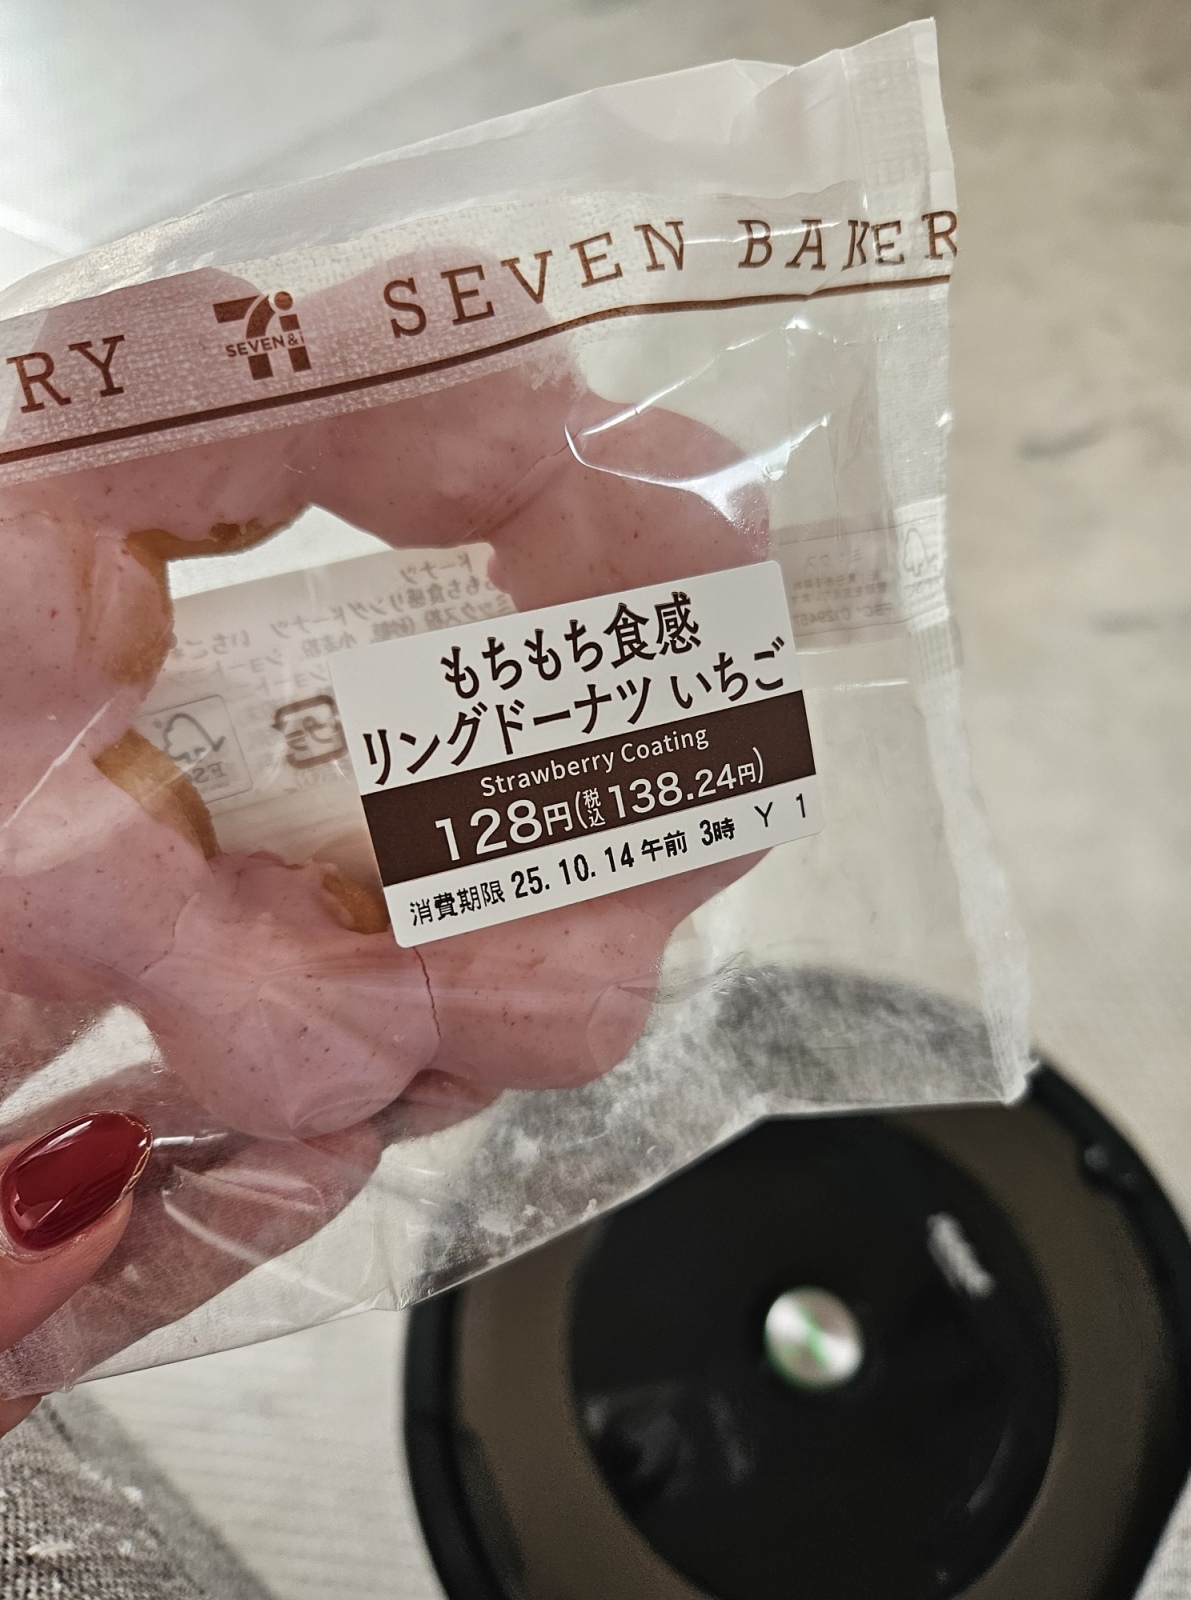 RY SEVEN&i SEVEN BAKER
もちもち食感
リングドーナツ いちご
Strawberry Coating
128円(税込138.24円)
消費期限 25.10.14 午前 3時 Y 1